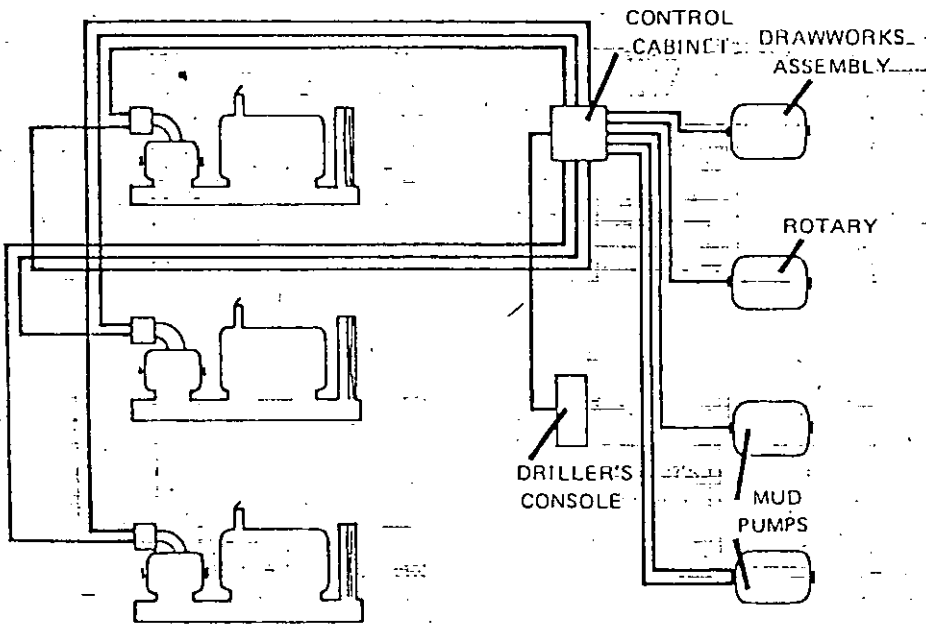 CONTROL
CABINET
DRAWWORKS
ASSEMBLY
ROTARY
DRILLER'S
CONSOLE
MUD
PUMPS